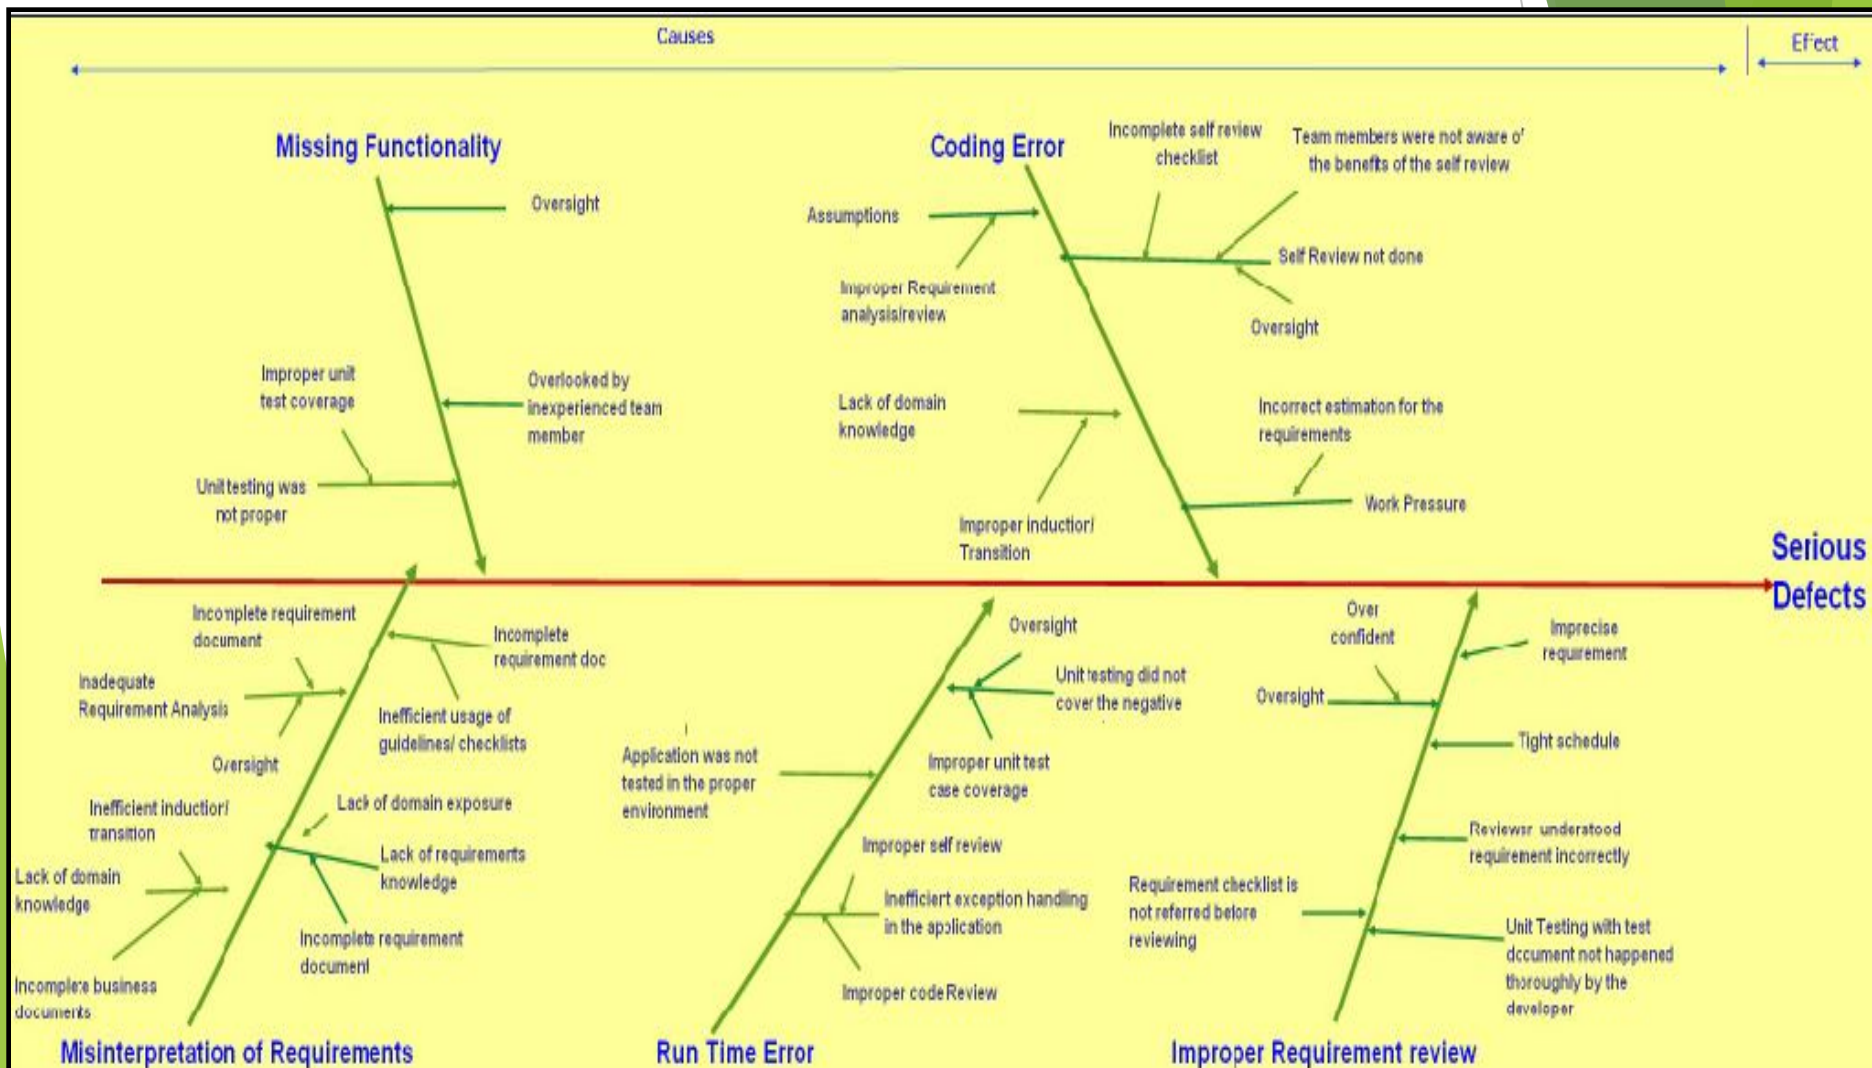 Causes
Effect
Missing Functionality
Oversight
Improper unit
test coverage
Overlooked by
inexperienced team
member
Unit testing was
not proper
Coding Error
Incomplete self review
checklist
Team members were not aware of
the benefits of the self review
Assumptions
Self Review not done
Improper Requirement
analysis/review
Oversight
Lack of domain
knowledge
Incorrect estimation for the
requirements
Improper induction/
Transition
Work Pressure
Serious
Defects
Incomplete requirement
document
Incomplete
requirement doc
Inadequate
Requirement Analysis
Inefficient usage of
guidelines/ checklists
Oversight
Inefficient induction/
transition
Lack of domain exposure
Lack of requirements
knowledge
Lack of domain
knowledge
Incomplete requirement
document
Incomplete business
documents
Misinterpretation of Requirements
Oversight
Unit testing did not
cover the negative
Application was not
tested in the proper
environment
Improper unit test
case coverage
Improper self review
Inefficient exception handling
in the application
Improper code Review
Run Time Error
Over
confident
Imprecise
requirement
Oversight
Tight schedule
Reviewer understood
requirement incorrectly
Requirement checklist is
not referred before
reviewing
Unit Testing with test
document not happened
thoroughly by the
developer
Improper Requirement review